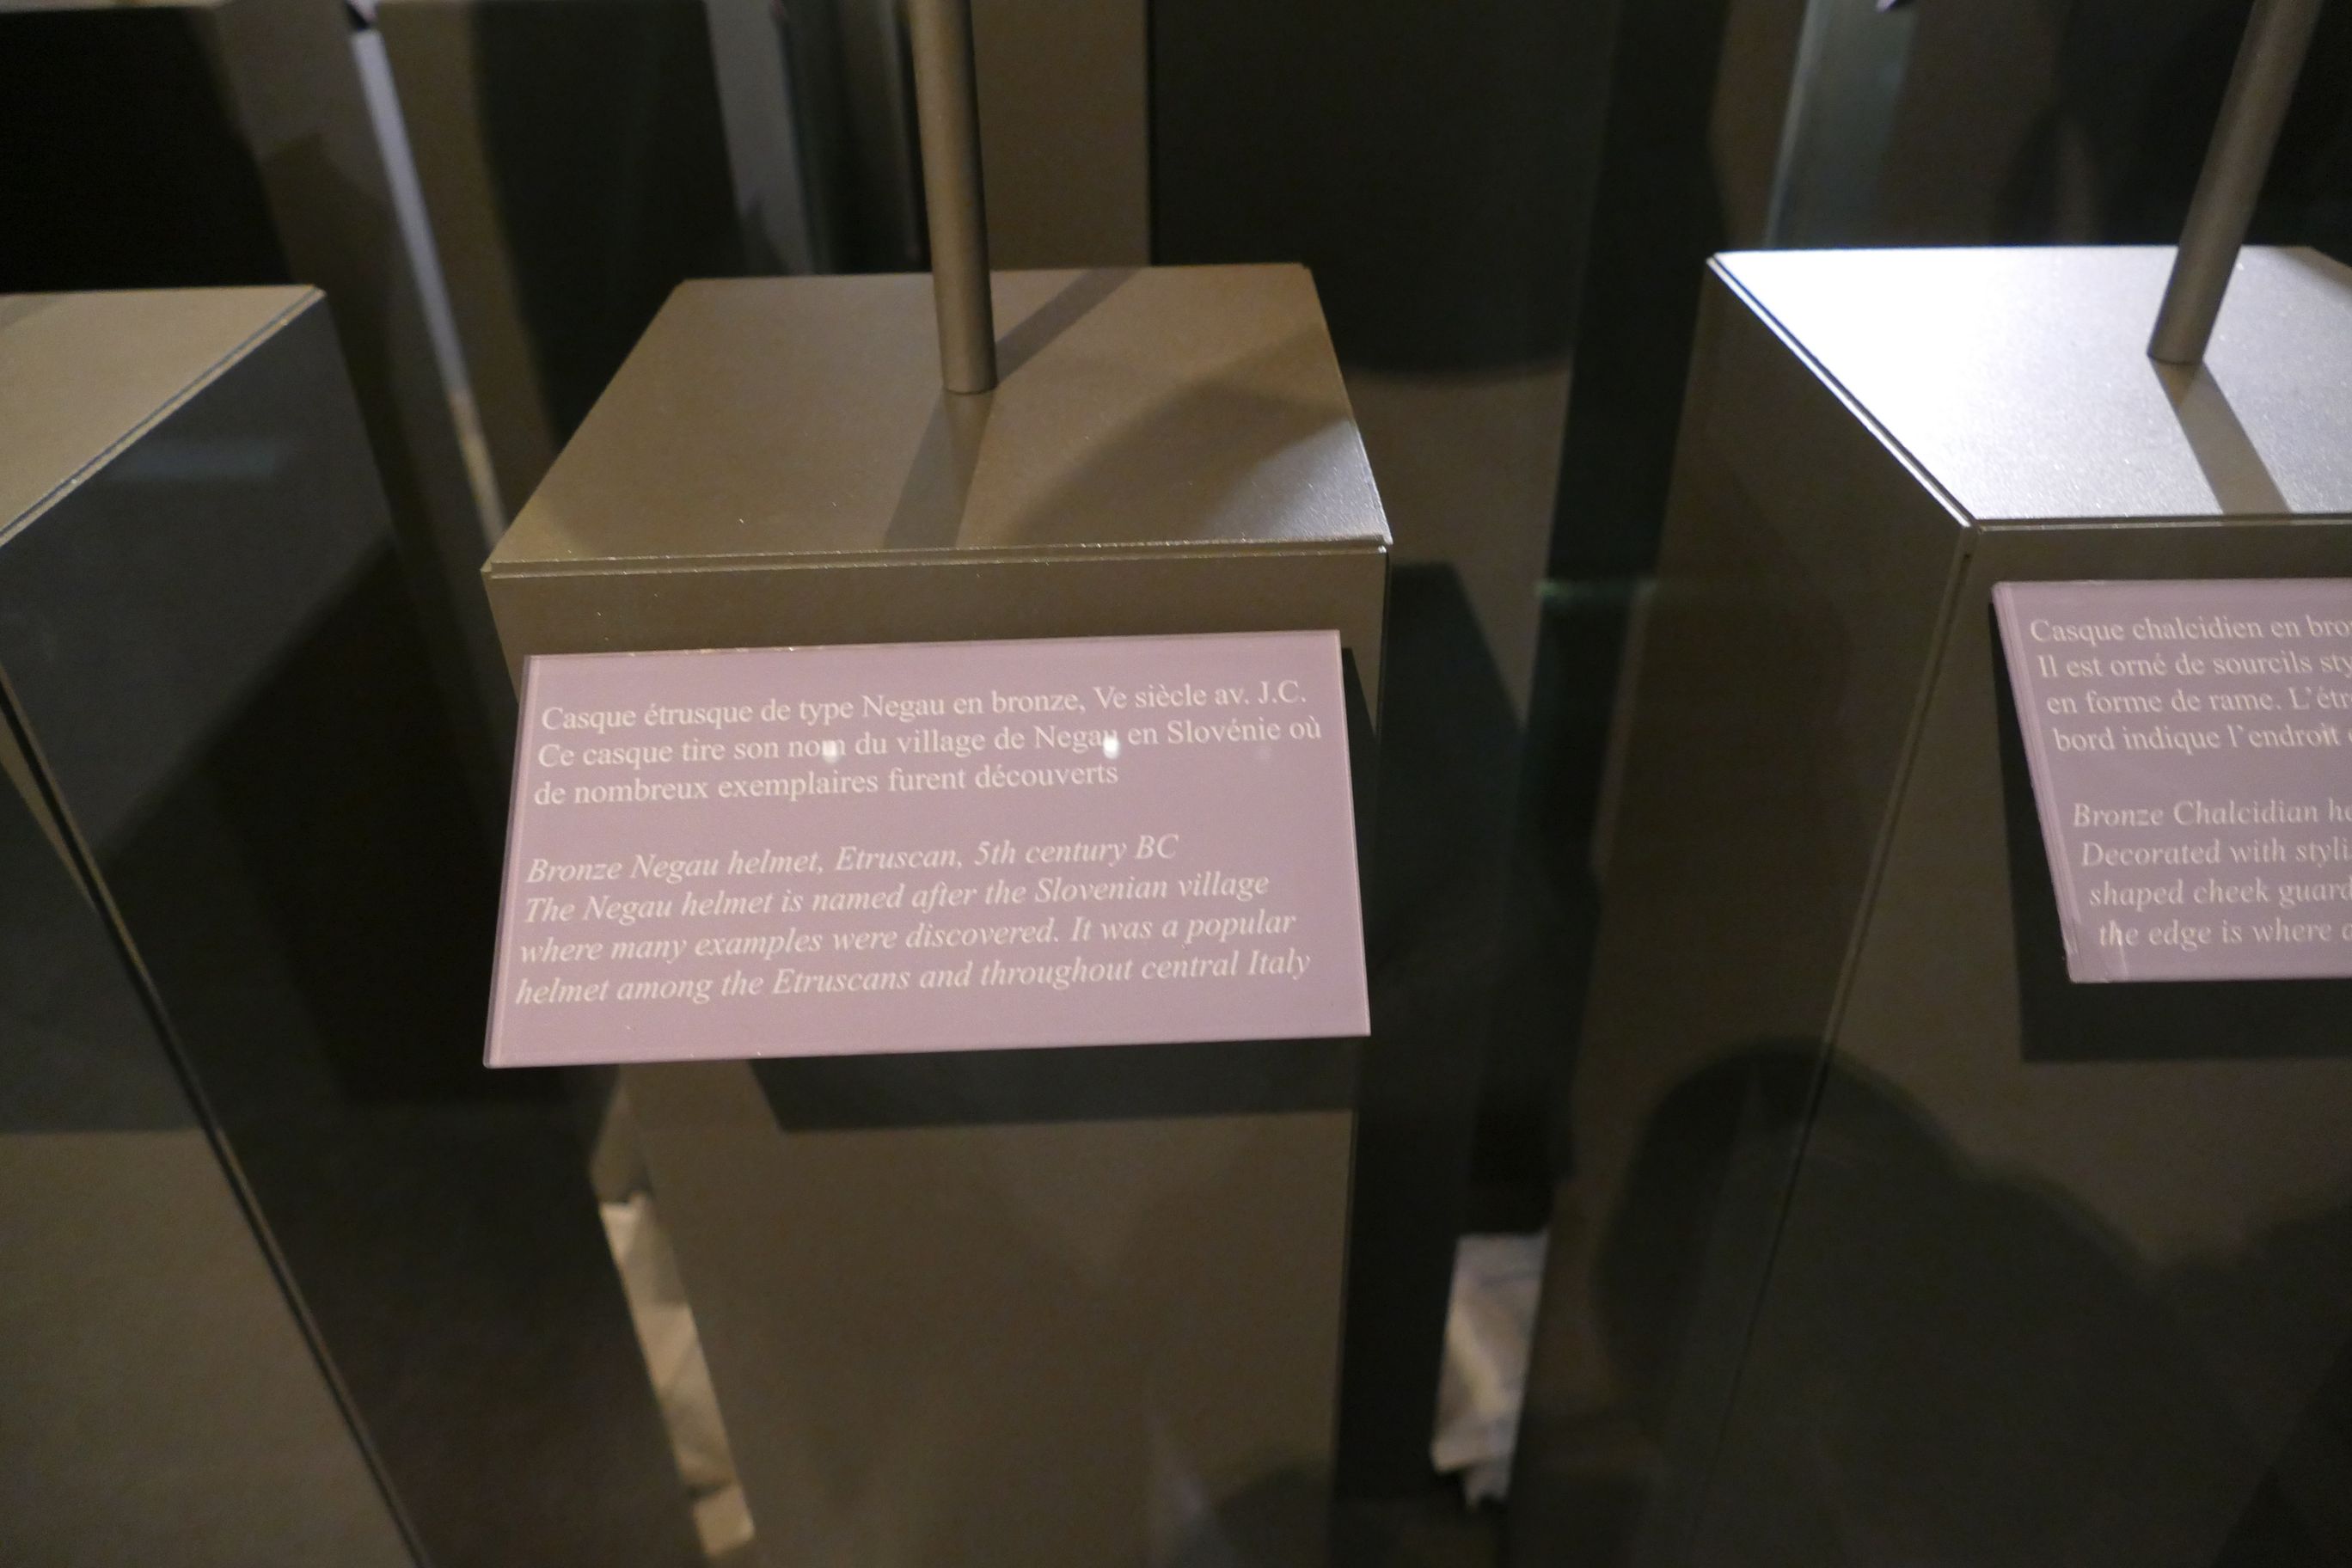 Casque étrusque de type Negau en bronze, Ve siècle av. J.C.
Ce casque tire son nom du village de Negau en Slovénie où
de nombreux exemplaires furent découverts
Bronze Negau helmet, Etruscan, 5th century BC
The Negau helmet is named after the Slovenian village
where many examples were discovered. It was a popular
helmet among the Etruscans and throughout central Italy
Casque chalcidien en
Il est orné de sourcils
en forme de rame.
bord indique l'endroit
Bronze Chalcidian
Decorated with
shaped cheek
the edge is where